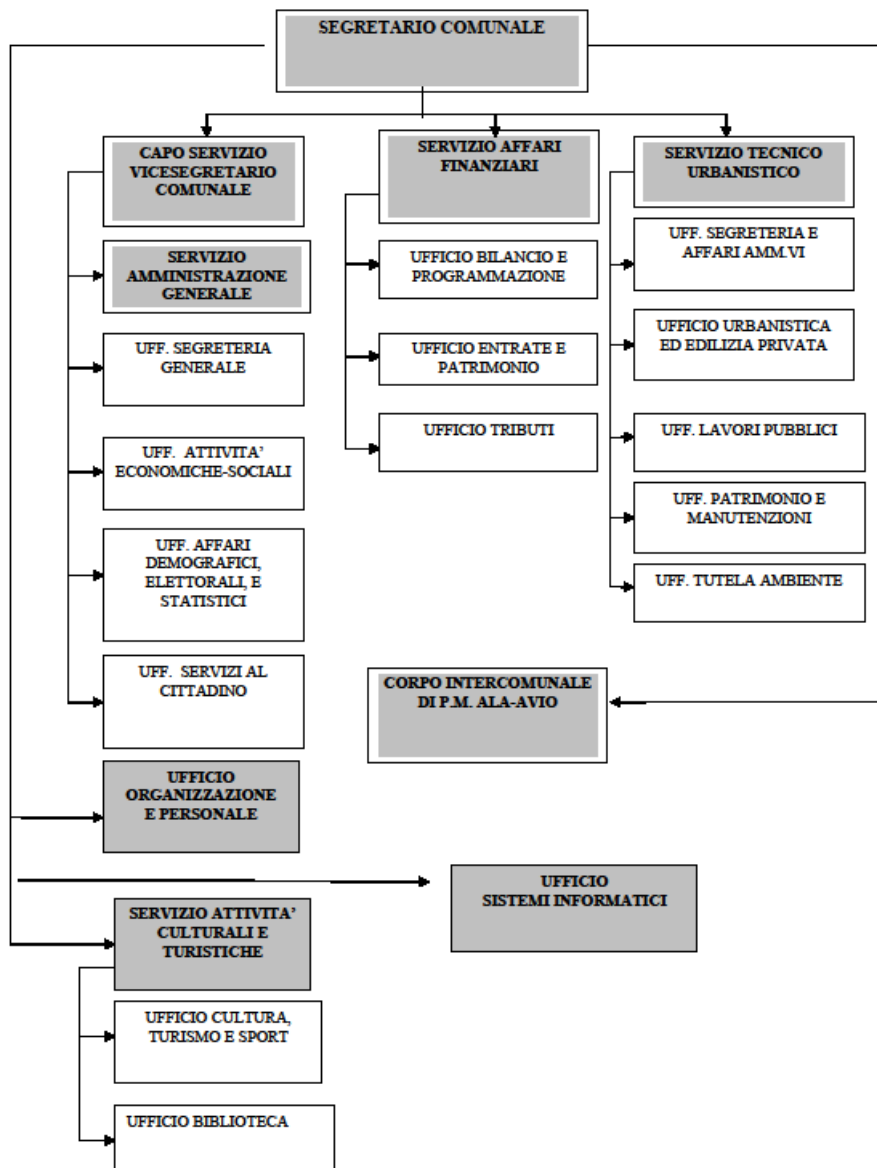 SEGRETARIO COMUNALE
CAPO SERVIZIO
VICESEGRETARIO
COMUNALE
SERVIZIO
AMMINISTRAZIONE
GENERALE
UFF. SEGRETERIA
GENERALE
UFF. ATTIVITA’
ECONOMICHE-SOCIALI
UFF. AFFARI
DEMOGRAFICI,
ELETTORALI, E
STATISTICI
UFF. SERVIZI AL
CITTADINO
SERVIZIO AFFARI
FINANZIARI
UFFICIO BILANCIO E
PROGRAMMAZIONE
UFFICIO ENTRATE E
PATRIMONIO
UFFICIO TRIBUTI
SERVIZIO TECNICO
URBANISTICO
UFF. SEGRETERIA E
AFFARI AMM.VI
UFFICIO URBANISTICA
ED EDILIZIA PRIVATA
UFF. LAVORI PUBBLICI
UFF. PATRIMONIO E
MANUTENZIONI
UFF. TUTELA AMBIENTE
CORPO INTERCOMUNALE
DI P.M. ALA-AVIO
UFFICIO
ORGANIZZAZIONE
E PERSONALE
UFFICIO
SISTEMI INFORMATICI
SERVIZIO ATTIVITA’
CULTURALI E
TURISTICHE
UFFICIO CULTURA,
TURISMO E SPORT
UFFICIO BIBLIOTECA